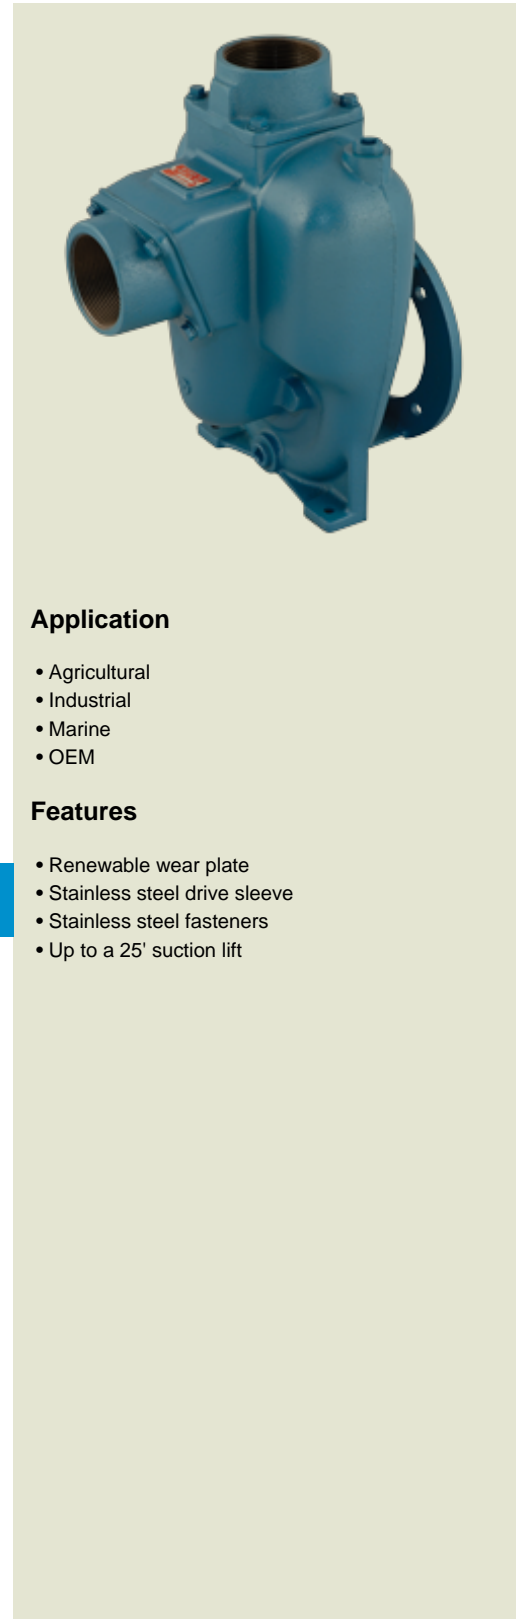 Application
• Agricultural
• Industrial
• Marine
• OEM
Features
• Renewable wear plate
• Stainless steel drive sleeve
• Stainless steel fasteners
• Up to a 25' suction lift